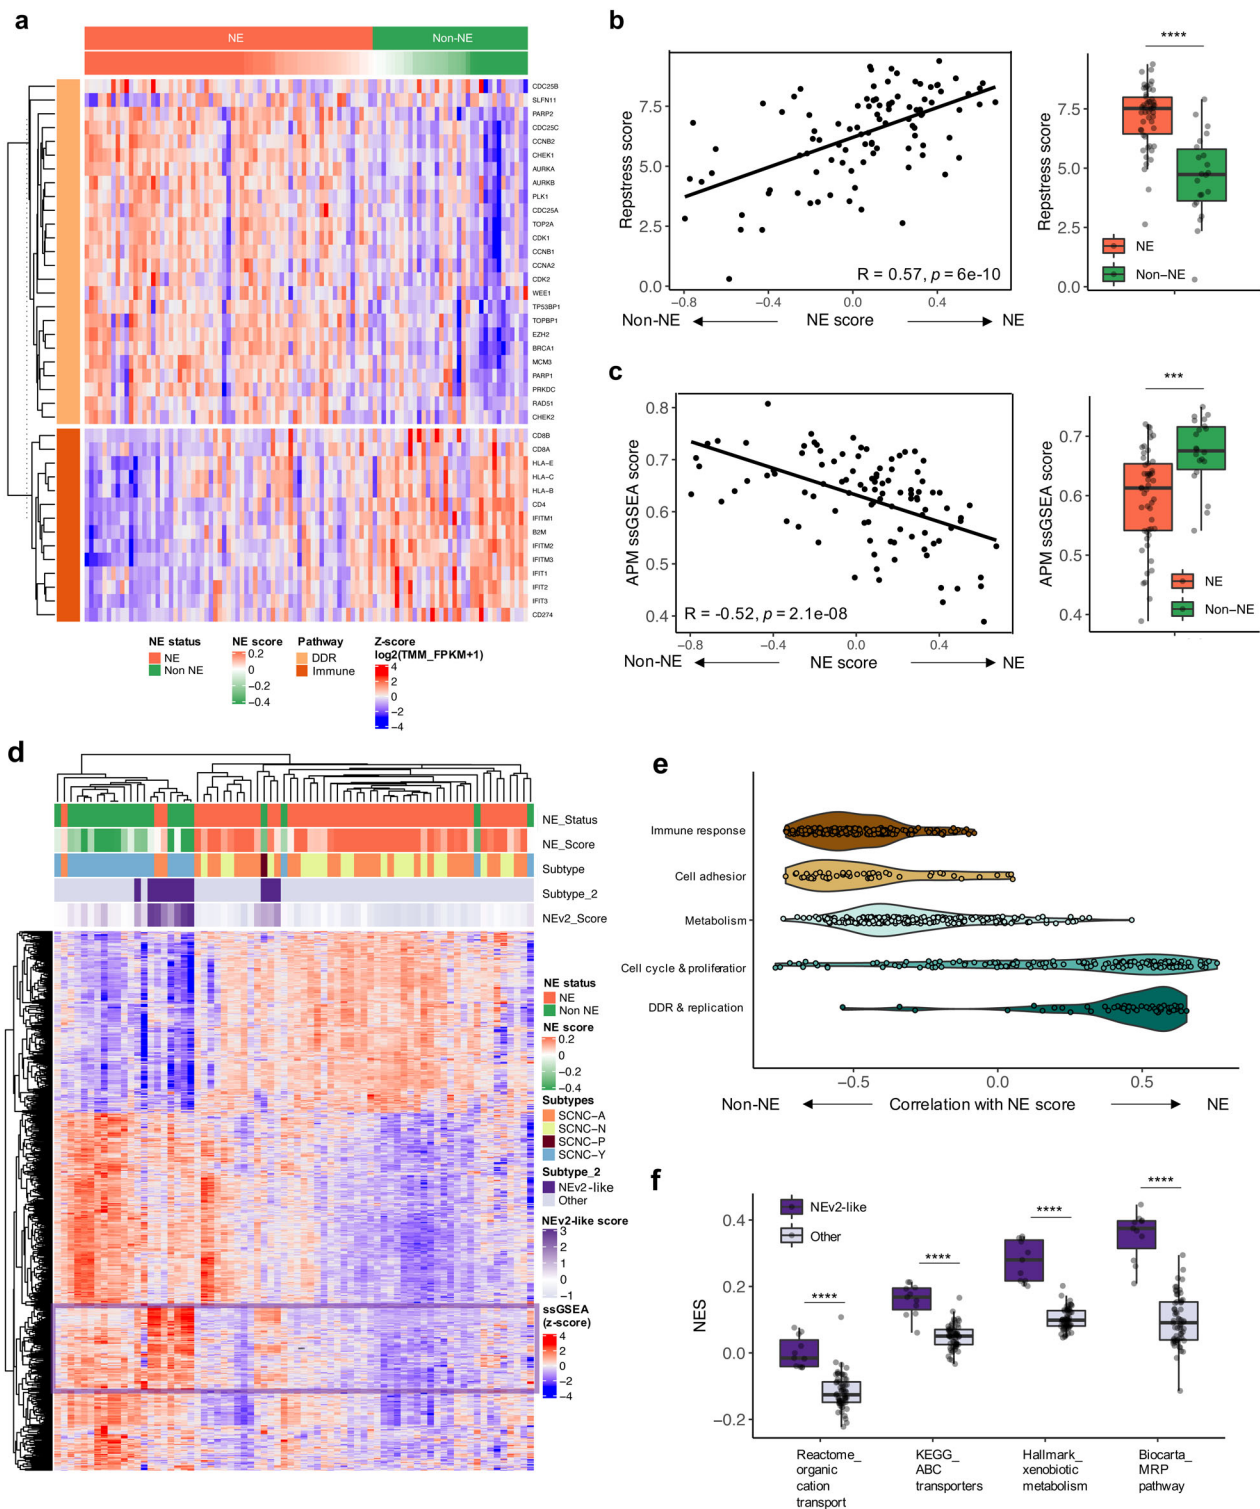 a
NE
Non-NE
CDC25B
SLFN11
PARP2
CDC25C
CCNB2
CHEK1
AURKA
AURKB
PLK1
CDC25A
TOP2A
CDK1
CCNB1
CCNA2
CDK2
WEE1
TP53BP1
TOPBP1
EZH2
BRCA1
MCM3
PARP1
PRKDC
RAD51
CHEK2
CD8B
CD8A
HLA-E
HLA-C
HLA-B
CD4
IFITM1
B2M
IFITM2
IFITM3
IFIT1
IFIT2
IFIT3
CD274
NE status
NE
Non NE
NE score
0.2
0
−0.2
−0.4
Pathway
DDR
Immune
Z-score
log2(TMM_FPKM+1)
4
2
0
−2
−4
b
Repstress score
7.5
5.0
2.5
0.0
R = 0.57, p = 6e-10
−0.8
−0.4
0.0
0.4
Non-NE
NE score
NE
****
Repstress score
7.5
5.0
2.5
0.0
NE
Non−NE
c
APM ssGSEA score
0.8
0.7
0.6
0.5
0.4
R = -0.52, p = 2.1e-08
−0.8
−0.4
0.0
0.4
Non-NE
NE score
NE
***
APM ssGSEA score
0.7
0.6
0.5
0.4
NE
Non−NE
d
NE_Status
NE_Score
Subtype
Subtype_2
NEv2_Score
NE status
NE
Non NE
NE score
0.2
0
−0.2
−0.4
Subtypes
SCNC−A
SCNC−N
SCNC−P
SCNC−Y
Subtype_2
NEv2-like
Other
NEv2-like score
3
2
1
0
−1
ssGSEA
(z-score)
4
2
0
−2
−4
e
Immune response
Cell adhesior
Metabolism
Cell cycle & proliferatior
DDR & replication
−0.5
0.0
0.5
Non-NE
Correlation with NE score
NE
f
NEv2-like
Other
NES
0.4
0.2
0.0
−0.2
****
****
****
****
Reactome_
organic
cation
transport
KEGG_
ABC
transporters
Hallmark_
xenobiotic
metabolism
Biocarta_
MRP
pathway